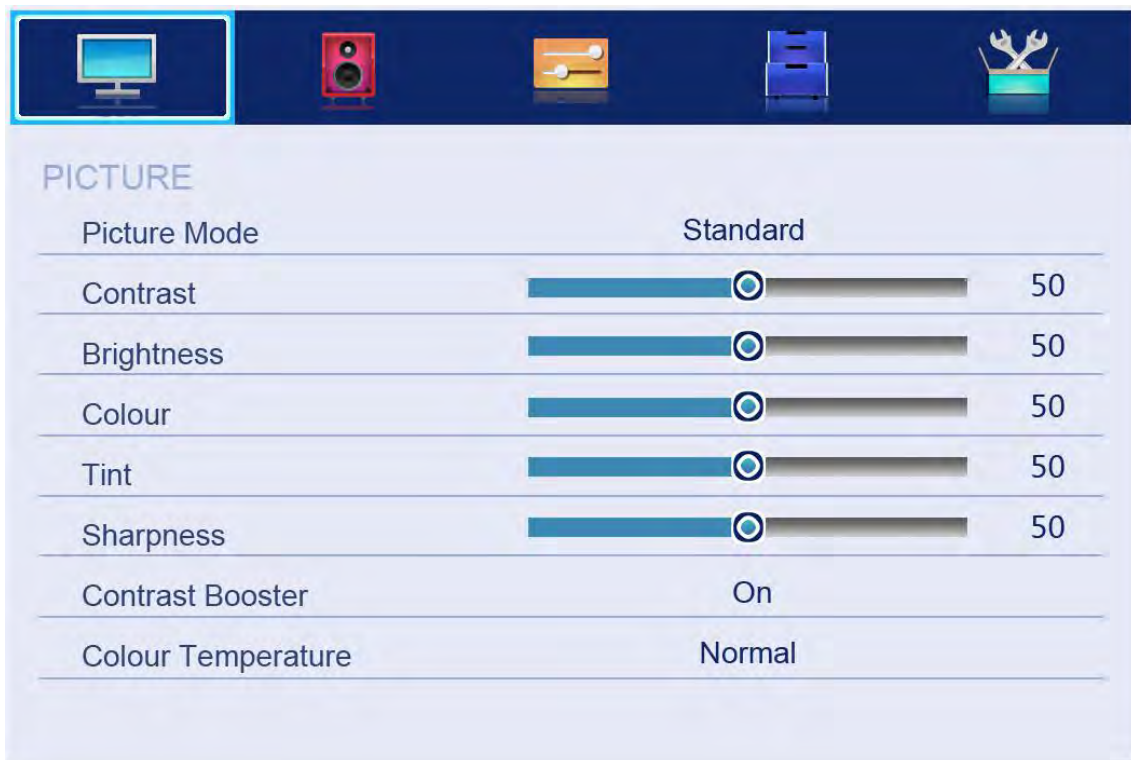 PICTURE
Picture Mode Standard
Contrast 50
Brightness 50
Colour 50
Tint 50
Sharpness 50
Contrast Booster On
Colour Temperature Normal